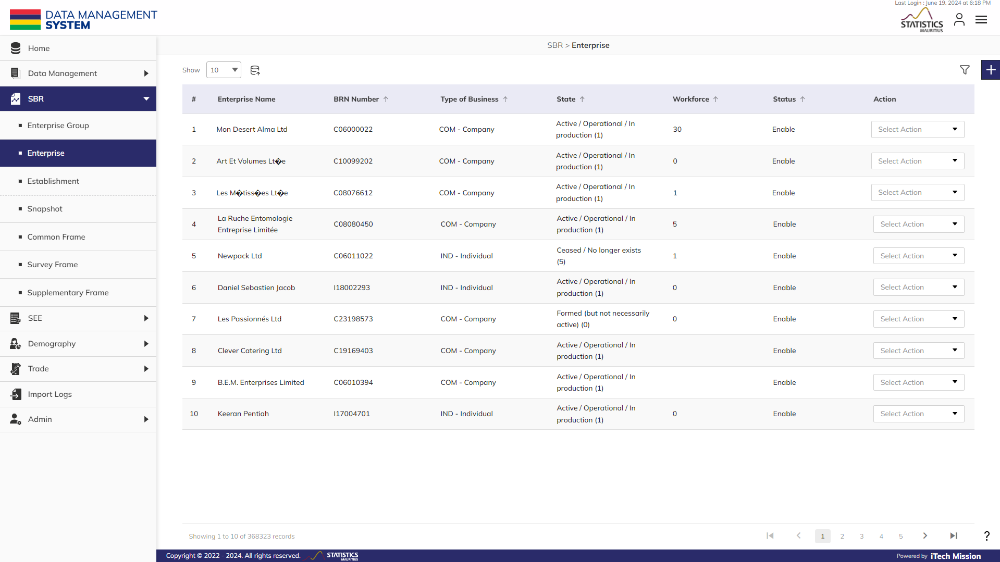 Last Login : June 19, 2024 at 6:18 PM
DATA MANAGEMENT
SYSTEM
STATISTICS
MAURITIUS
Home
Data Management
SBR
Enterprise Group
Enterprise
Establishment
Snapshot
Common Frame
Survey Frame
Supplementary Frame
SEE
Demography
Trade
Import Logs
Admin
SBR > Enterprise
Show 10
# Enterprise Name BRN Number Type of Business State Workforce Status Action
1 Mon Desert Alma Ltd C06000022 COM - Company Active / Operational / In production (1) 30 Enable Select Action
2 Art Et Volumes Lt�e C10099202 COM - Company Active / Operational / In production (1) 0 Enable Select Action
3 Les M�tiss�es Lt�e C08076612 COM - Company Active / Operational / In production (1) 1 Enable Select Action
4 La Ruche Entomologie Entreprise Limitée C08080450 COM - Company Active / Operational / In production (1) 5 Enable Select Action
5 Newpack Ltd C06011022 IND - Individual Ceased / No longer exists (5) 1 Enable Select Action
6 Daniel Sebastien Jacob I18002293 IND - Individual Active / Operational / In production (1) 0 Enable Select Action
7 Les Passionnés Ltd C23198573 COM - Company Formed (but not necessarily active) (0) 0 Enable Select Action
8 Clever Catering Ltd C19169403 COM - Company Active / Operational / In production (1) Enable Select Action
9 B.E.M. Enterprises Limited C06010394 COM - Company Active / Operational / In production (1) Enable Select Action
10 Keeran Pentiah I17004701 IND - Individual Active / Operational / In production (1) 0 Enable Select Action
Showing 1 to 10 of 368323 records
1 2 3 4 5
?
Copyright © 2022 - 2024. All rights reserved.
STATISTICS
MAURITIUS
Powered by iTech Mission